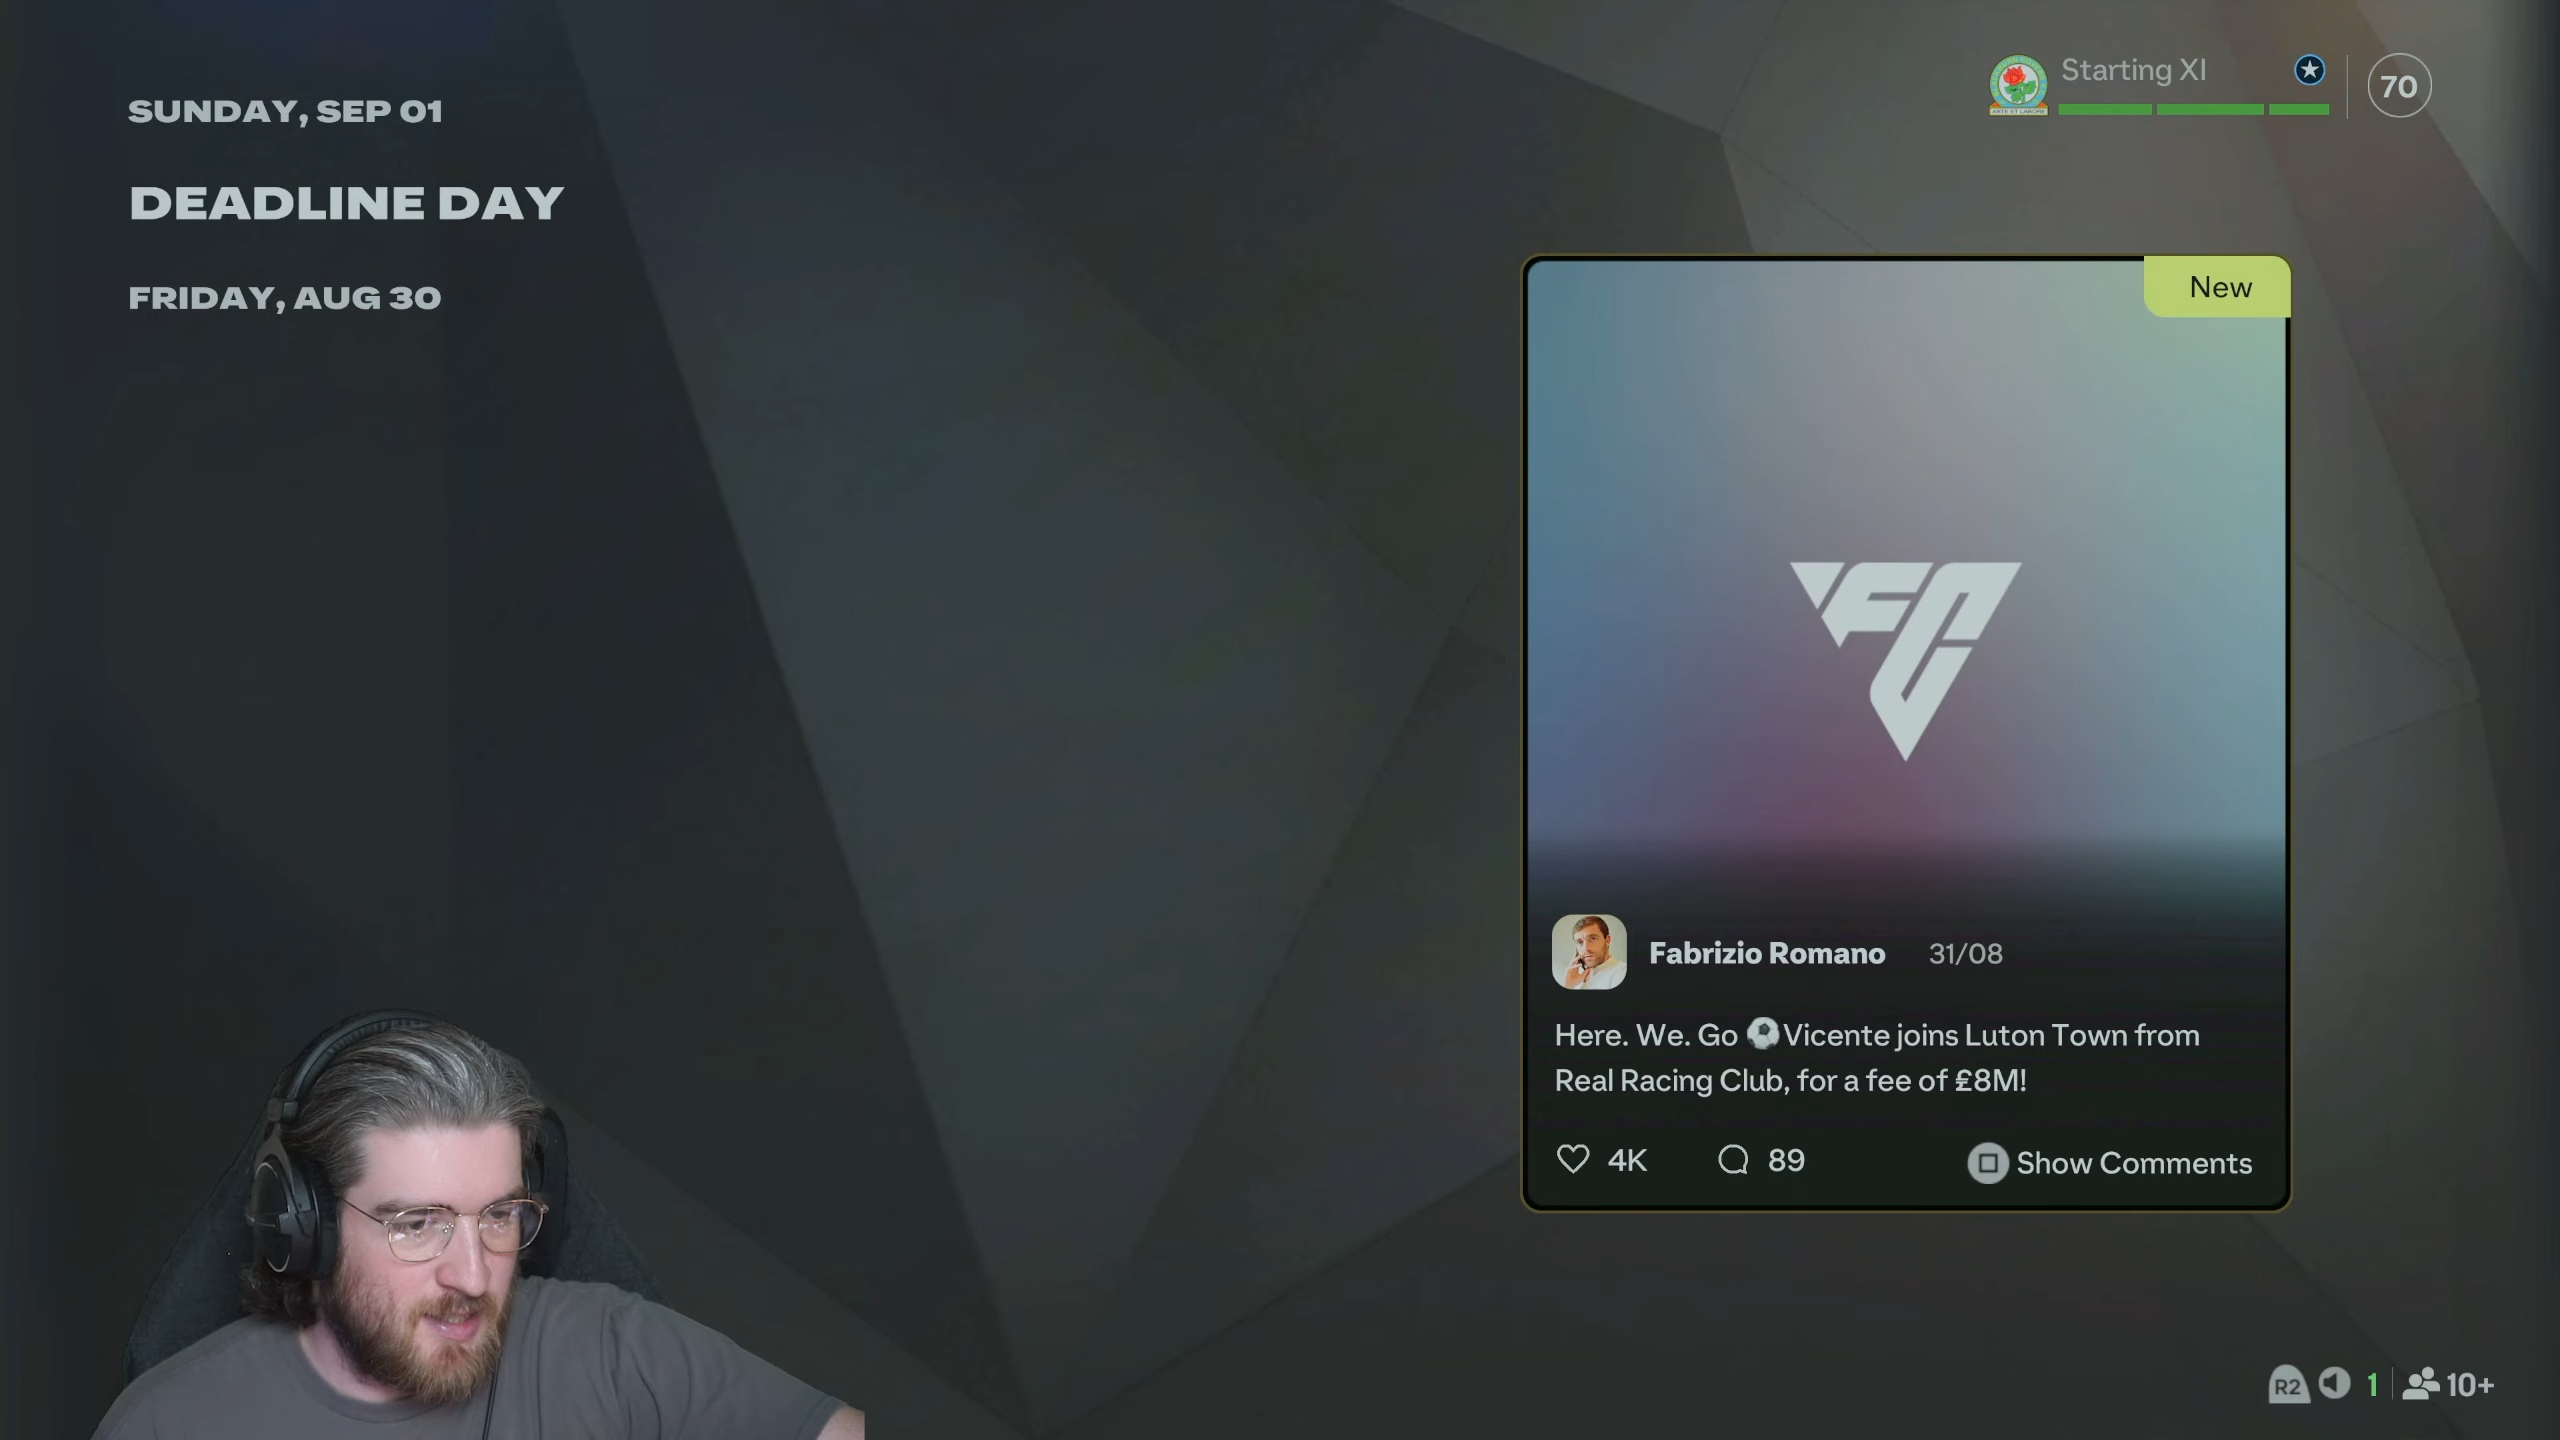 SUNDAY, SEP 01
DEADLINE DAY
FRIDAY, AUG 30
Starting XI
70
New
FC
Fabrizio Romano 31/08
Here. We. Go ⚽Vicente joins Luton Town from
Real Racing Club, for a fee of £8M!
4K 89 Show Comments
R2 1 10+